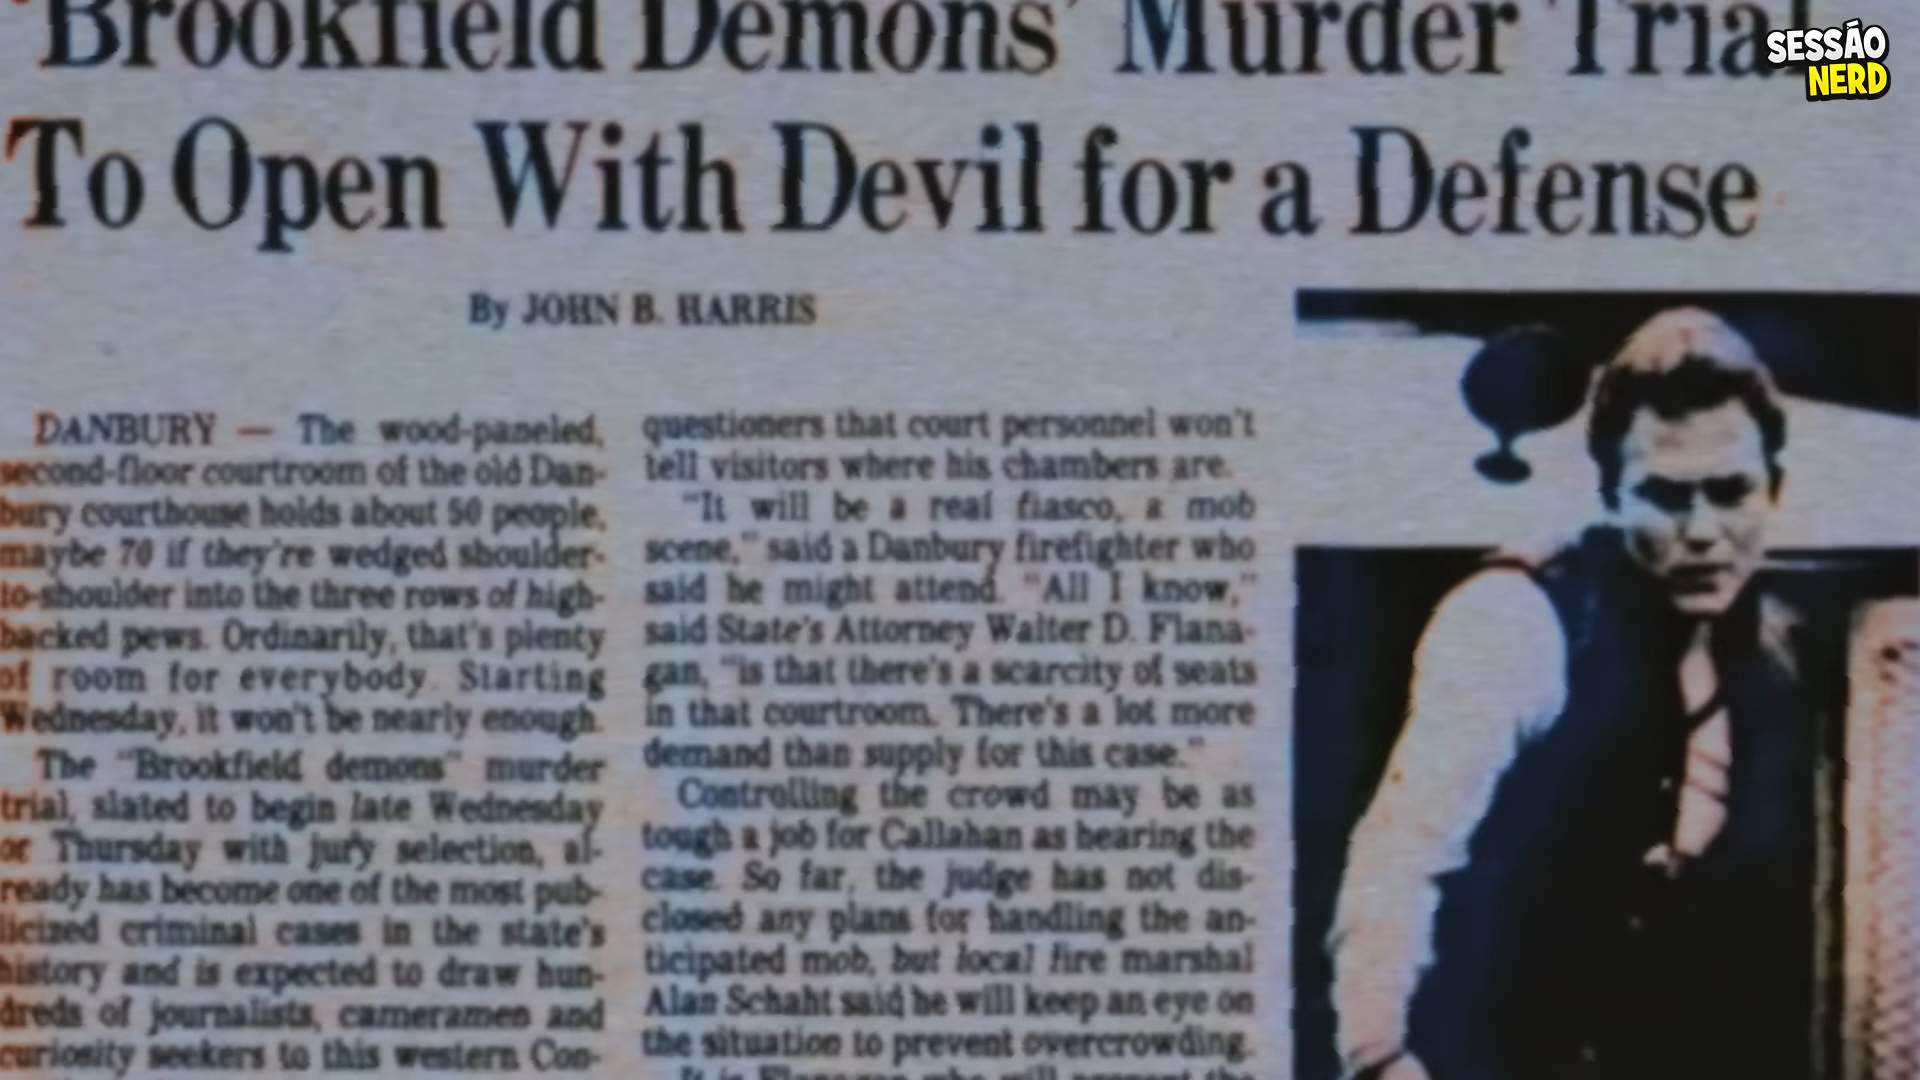 'Brookfield Demons' Murder Trial
To Open With Devil for a Defense
SESSÃO
NERD
By JOHN B. HARRIS
DANBURY — The wood-paneled,
second-floor courtroom of the old Dan-
bury courthouse holds about 50 people,
maybe 70 if they're wedged shoulder-
to-shoulder into the three rows of high-
backed pews. Ordinarily, that's plenty
of room for everybody. Starting
Wednesday, it won't be nearly enough.
The "Brookfield demons" murder
trial, slated to begin late Wednesday
or Thursday with jury selection, al-
ready has become one of the most pub-
licized criminal cases in the state's
history and is expected to draw hun-
dreds of journalists, cameramen and
curiosity seekers to this western Con-
questioners that court personnel won't
tell visitors where his chambers are.
"It will be a real fiasco, a mob
scene," said a Danbury firefighter who
said he might attend. "All I know,"
said State's Attorney Walter D. Flana-
gan, "is that there's a scarcity of seats
in that courtroom. There's a lot more
demand than supply for this case."
Controlling the crowd may be as
tough a job for Callahan as hearing the
case. So far, the judge has not dis-
closed any plans for handling the an-
ticipated mob, but local fire marshal
Alan Schaht said he will keep an eye on
the situation to prevent overcrowding.
It is Flanagan who will present the